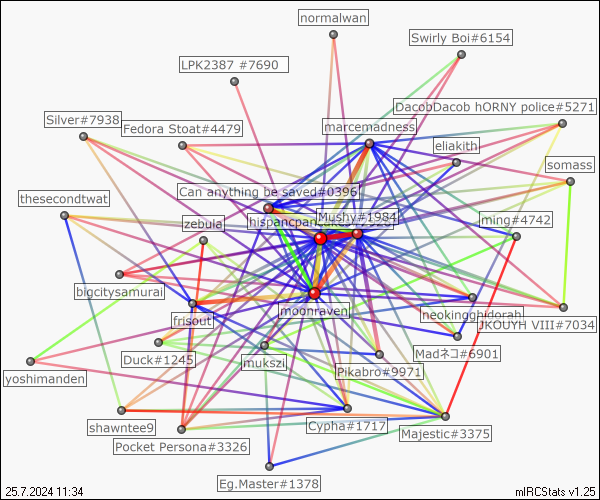 normalwan
Swirly Boi#6154
LPK2387 #7690
DacobDacob hORNY police#5271
Silver#7938
Fedora Stoat#4479
marcemadness
eliakith
somass
Can anything be saved#0396
thesecondtwat
zebulal
hispancpan
Mushy#1984
ming#4742
bigcitysamurai
moonraven
neokingghidorah
frisout
JKOUYH VIII#7034
Duck#1245
mukszi
Madネコ#6901
Pikabro#9971
yoshimanden
shawntee9
Cypha#1717
Majestic#3375
Pocket Persona#3326
Eg.Master#1378
25.7.2024 11:34
mIRCStats v1.25